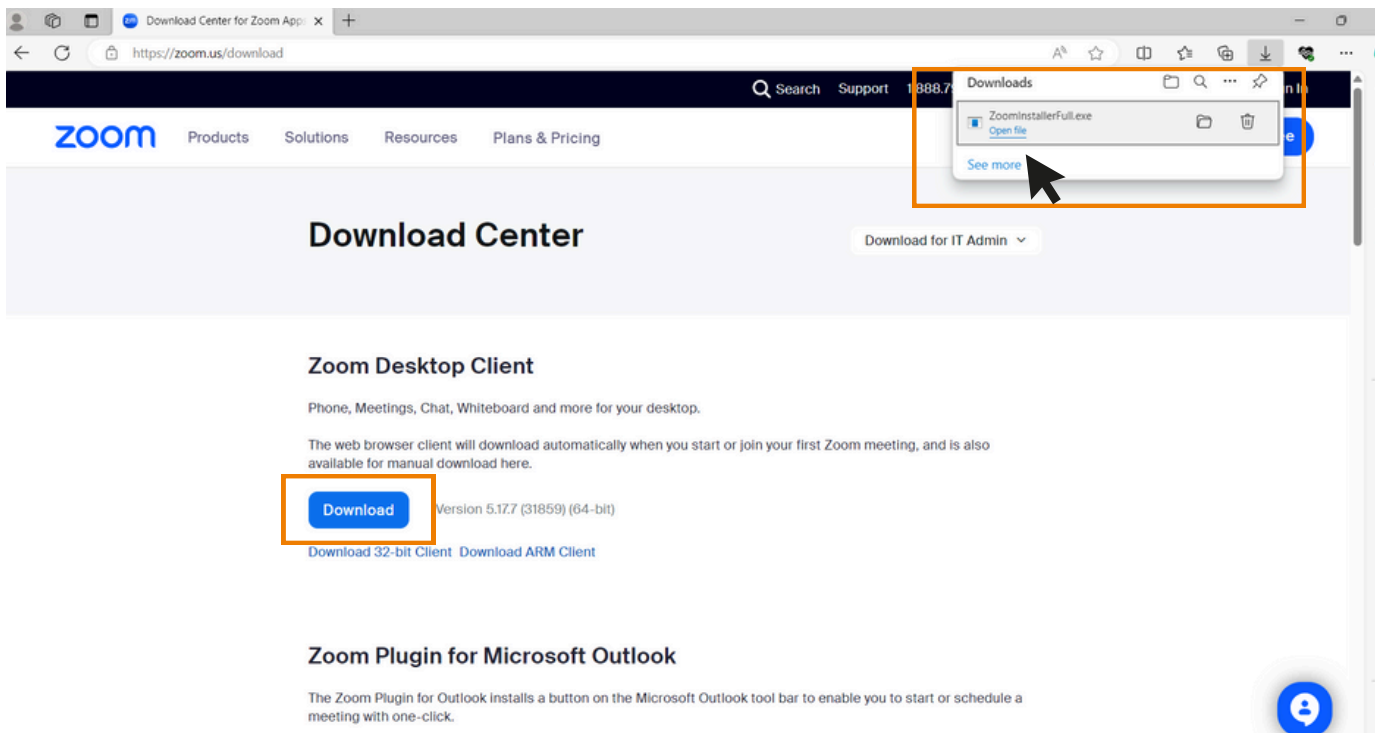 Download Center for Zoom App
https://zoom.us/download
Search Support 1.888.79
n In
Downloads
ZoomInstallerFull.exe
Open file
See more
zoom Products Solutions Resources Plans & Pricing
e
Download Center
Download for IT Admin
Zoom Desktop Client
Phone, Meetings, Chat, Whiteboard and more for your desktop.
The web browser client will download automatically when you start or join your first Zoom meeting, and is also
available for manual download here.
Download Version 5.17.7 (31859) (64-bit)
Download 32-bit Client Download ARM Client
Zoom Plugin for Microsoft Outlook
The Zoom Plugin for Outlook installs a button on the Microsoft Outlook tool bar to enable you to start or schedule a
meeting with one-click.